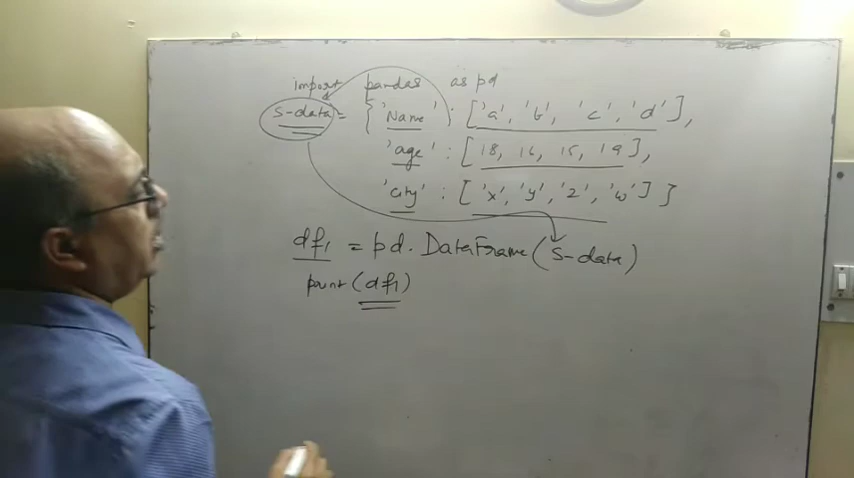 import pandas as pd
s-data = {'Name' : ['a', 'b', 'c', 'd'],
'age' : [18, 16, 15, 19],
'city' : ['x', 'y', 'z', 'w'] }
df1 = pd.DataFrame(s-data)
print(df1)